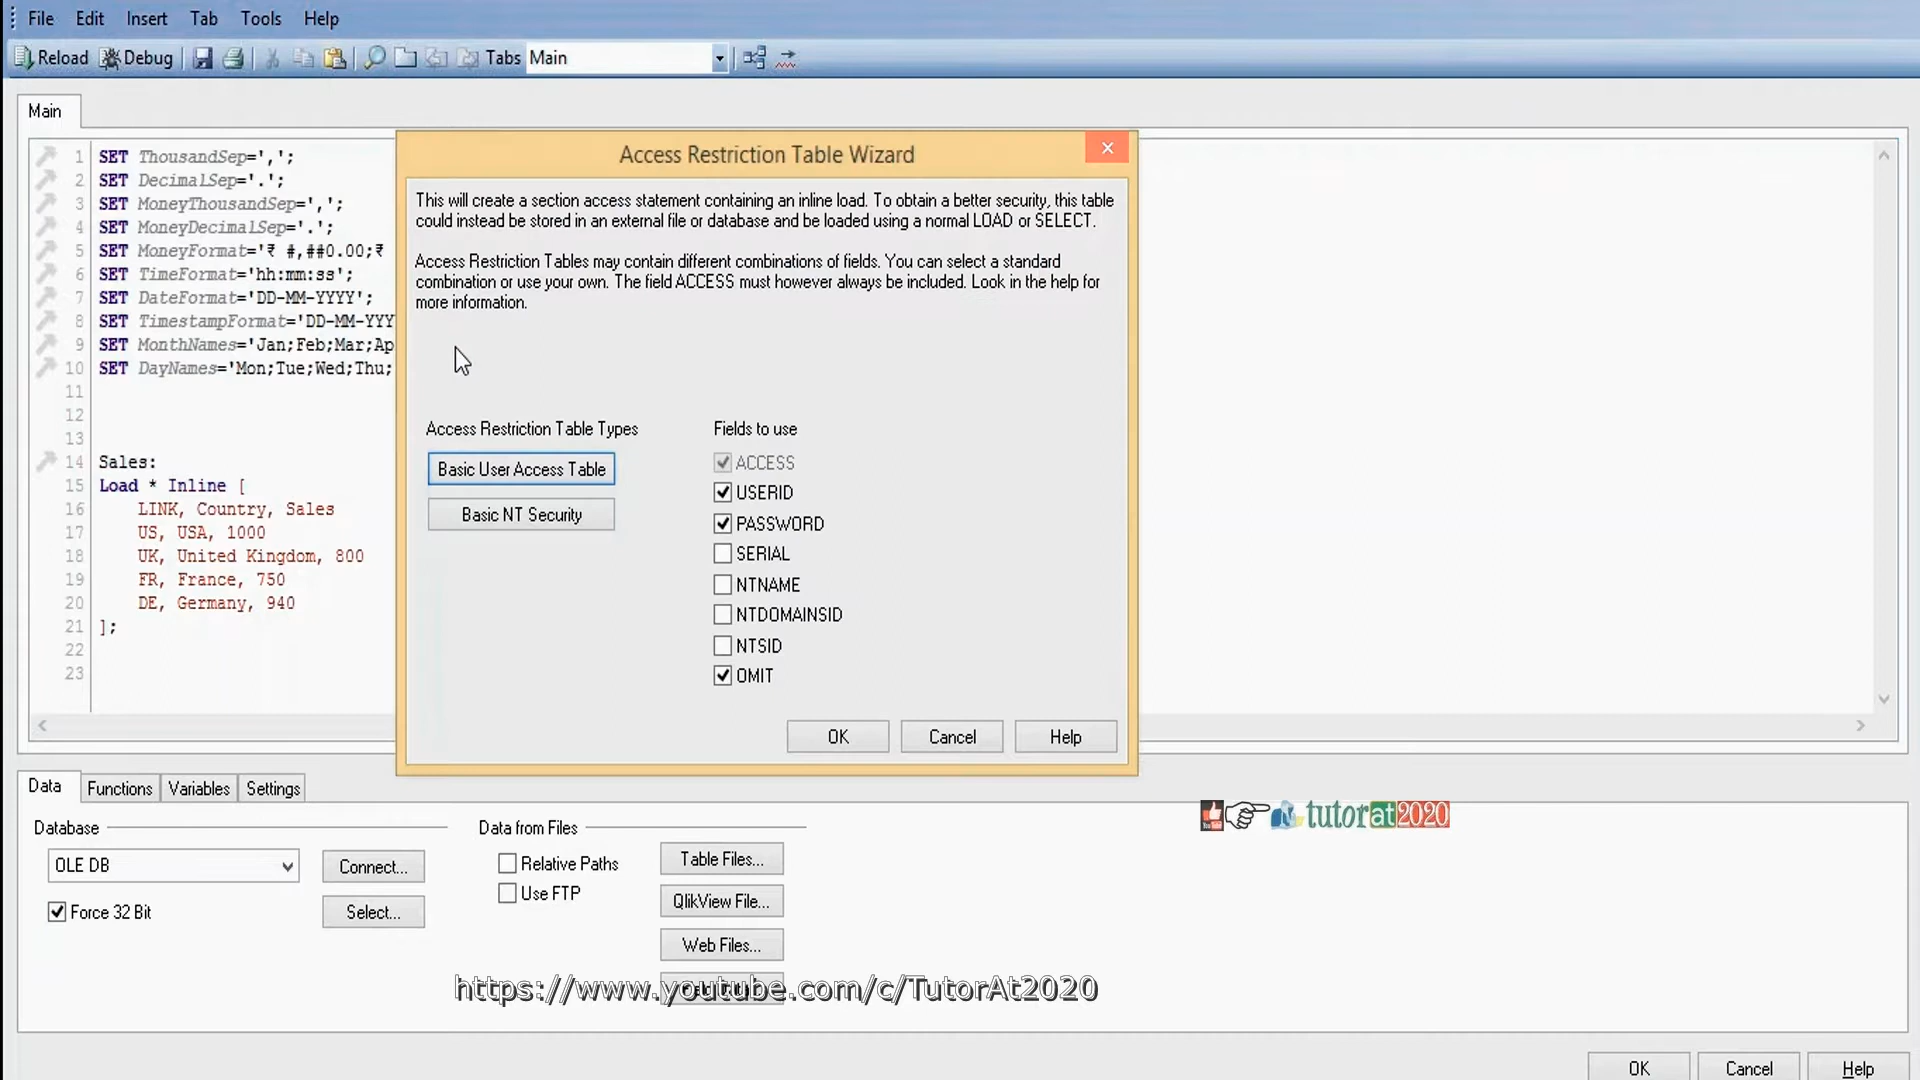 File Edit Insert Tab Tools Help
Reload Debug Tabs Main
Main
1 SET ThousandSep=',';
2 SET DecimalSep='.';
3 SET MoneyThousandSep=',';
4 SET MoneyDecimalSep='.';
5 SET MoneyFormat='₹ #,##0.00;₹
6 SET TimeFormat='hh:mm:ss';
7 SET DateFormat='DD-MM-YYYY';
8 SET TimestampFormat='DD-MM-YYY
9 SET MonthNames='Jan;Feb;Mar;Ap
10 SET DayNames='Mon;Tue;Wed;Thu;
11
12
13
14 Sales:
15 Load * Inline [
16 LINK, Country, Sales
17 US, USA, 1000
18 UK, United Kingdom, 800
19 FR, France, 750
20 DE, Germany, 940
21 ];
22
23
Access Restriction Table Wizard
This will create a section access statement containing an inline load. To obtain a better security, this table
could instead be stored in an external file or database and be loaded using a normal LOAD or SELECT.
Access Restriction Tables may contain different combinations of fields. You can select a standard
combination or use your own. The field ACCESS must however always be included. Look in the help for
more information.
Access Restriction Table Types
Basic User Access Table
Basic NT Security
Fields to use
ACCESS
USERID
PASSWORD
SERIAL
NTNAME
NTDOMAINSID
NTSID
OMIT
OK Cancel Help
Data Functions Variables Settings
Database
OLE DB
Connect...
Force 32 Bit
Select...
Data from Files
Relative Paths
Use FTP
Table Files...
QlikView File...
Web Files...
tutorat2020
https://www.youtube.com/c/TutorAt2020
OK Cancel Help